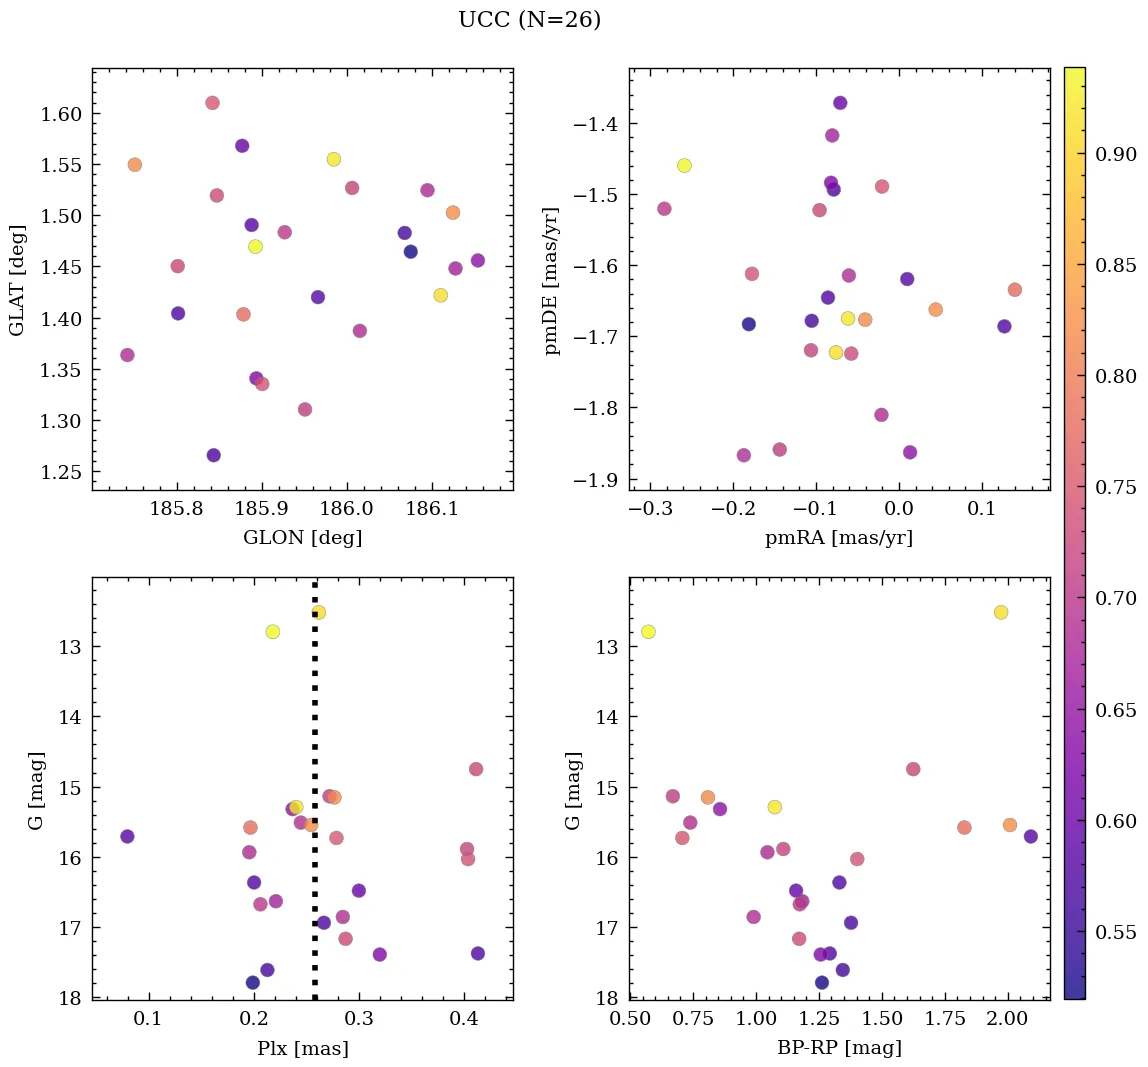 UCC (N=26)
1.60
1.55
1.50
1.45
1.40
1.35
1.30
1.25
GLAT [deg]
185.8 185.9 186.0 186.1
GLON [deg]
−1.4
−1.5
−1.6
−1.7
−1.8
−1.9
pmDE [mas/yr]
−0.3 −0.2 −0.1 0.0 0.1
pmRA [mas/yr]
0.90
0.85
0.80
0.75
0.70
0.65
0.60
0.55
13
14
15
16
17
18
G [mag]
0.1 0.2 0.3 0.4
Plx [mas]
13
14
15
16
17
18
G [mag]
0.50 0.75 1.00 1.25 1.50 1.75 2.00
BP-RP [mag]